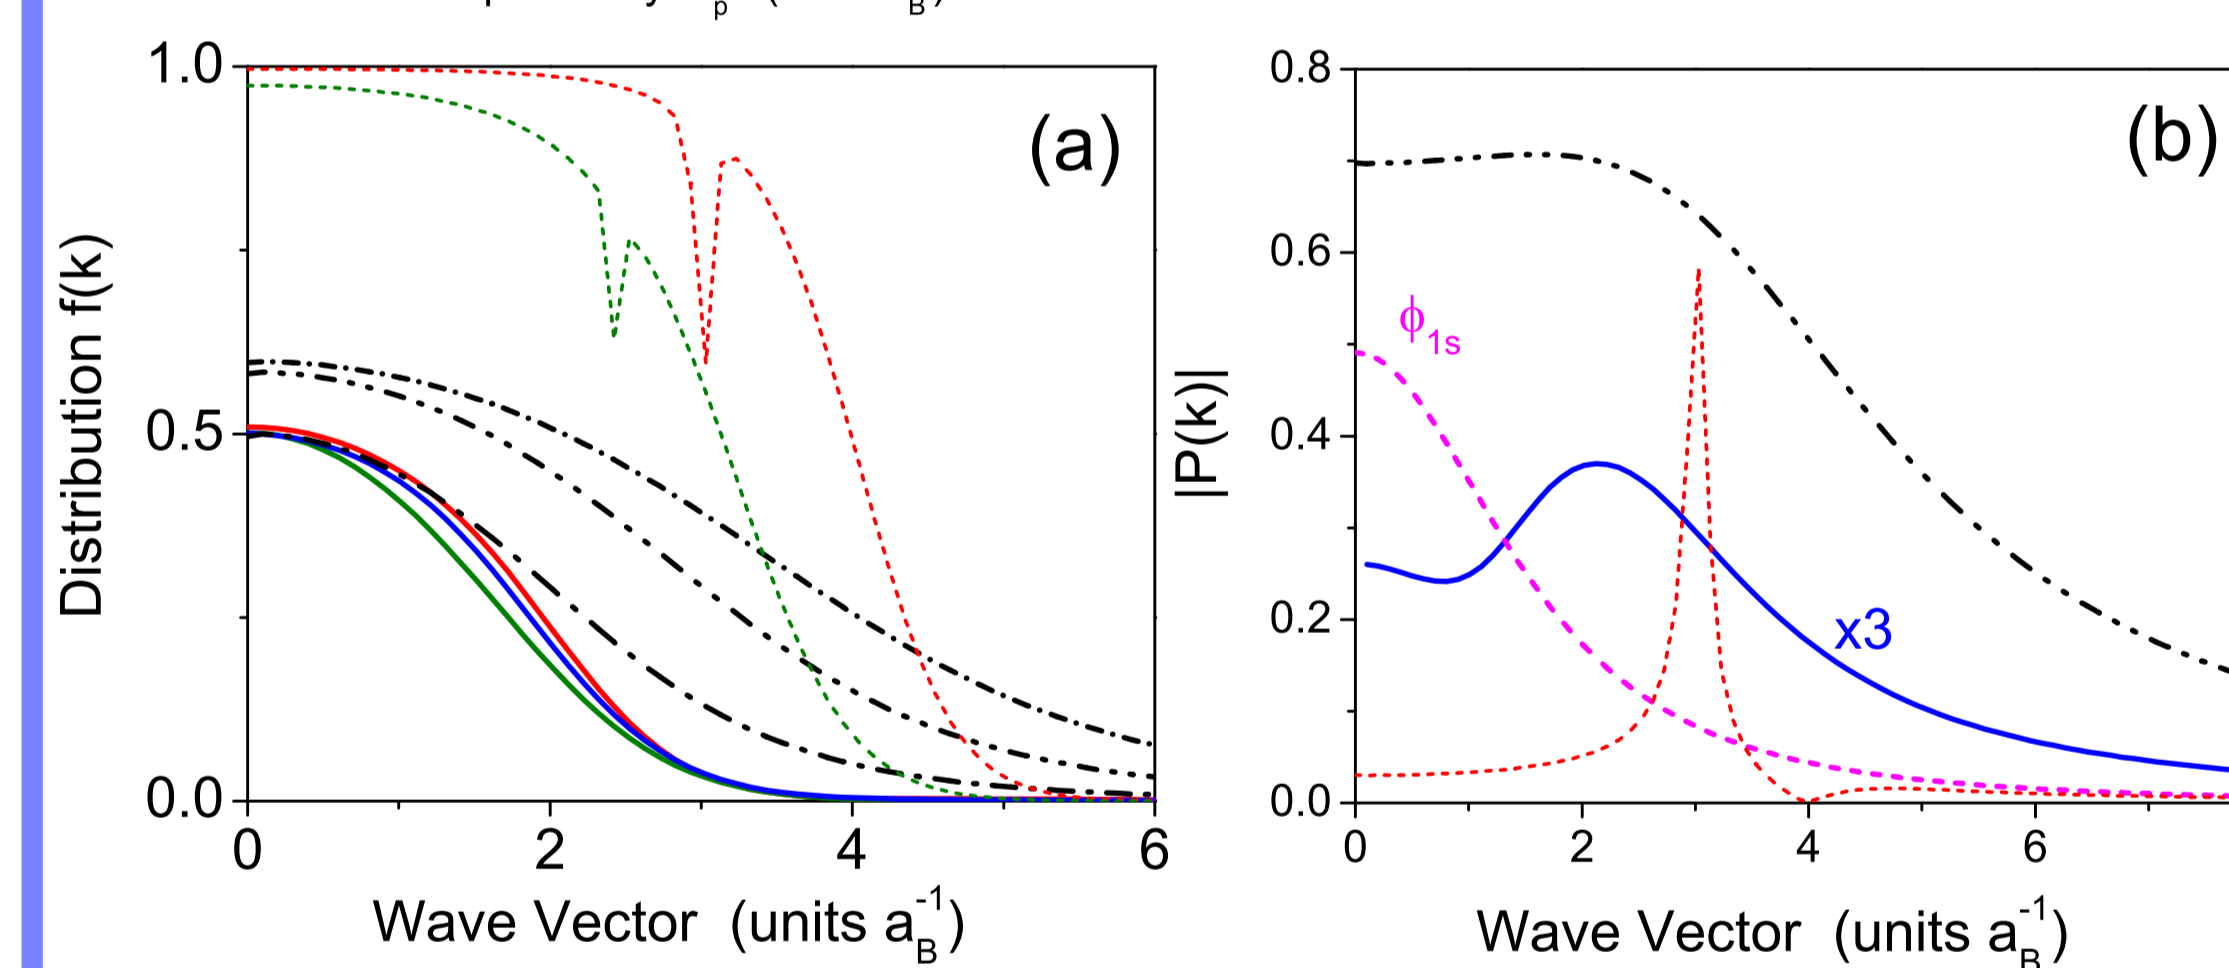 1.0
0.5
0.0
0 2 4 6
Distribution f(k)
Wave Vector (units a_B^-1)
(a)
0.8
0.6
0.4
0.2
0.0
0 2 4 6
|P(k)|
Wave Vector (units a_B^-1)
(b)
ϕ1s
x3